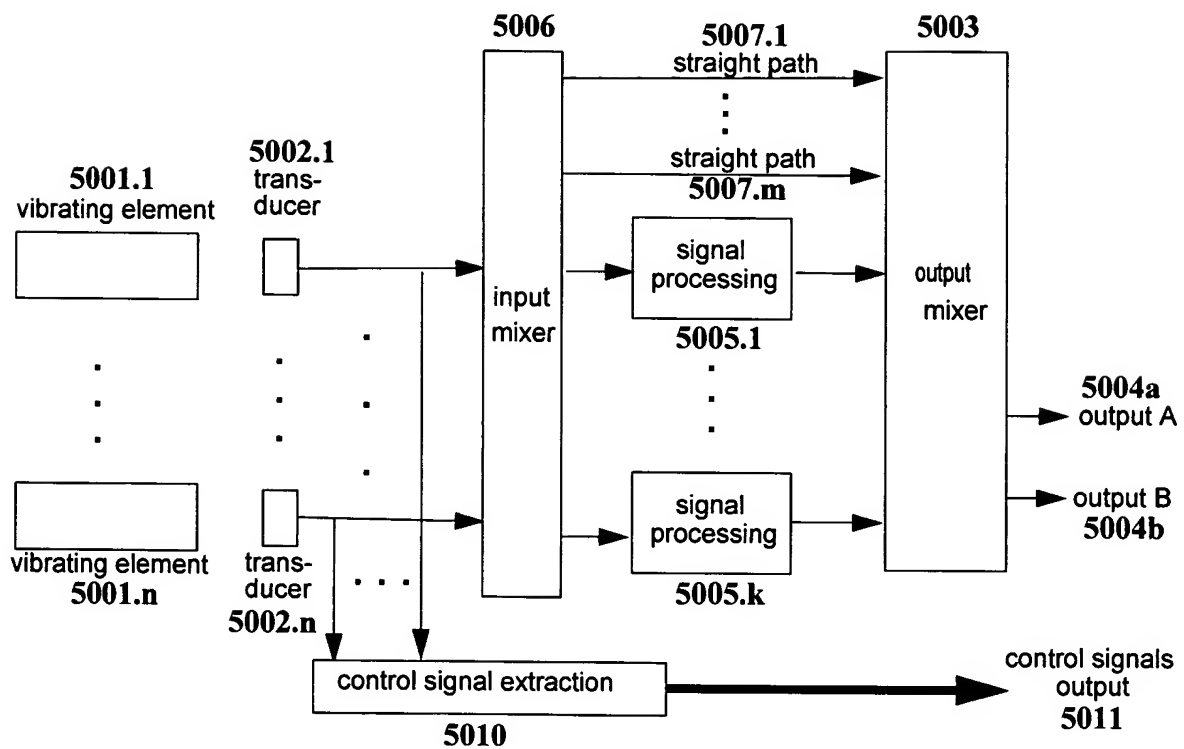 5006
5007.1
straight path
5003
straight path
5007.m
5002.1
trans-
ducer
5001.1
vibrating element
input
mixer
signal
processing
5005.1
output
mixer
5004a
output A
output B
5004b
signal
processing
5005.k
vibrating element
5001.n
trans-
ducer
5002.n
control signal extraction
5010
control signals
output
5011